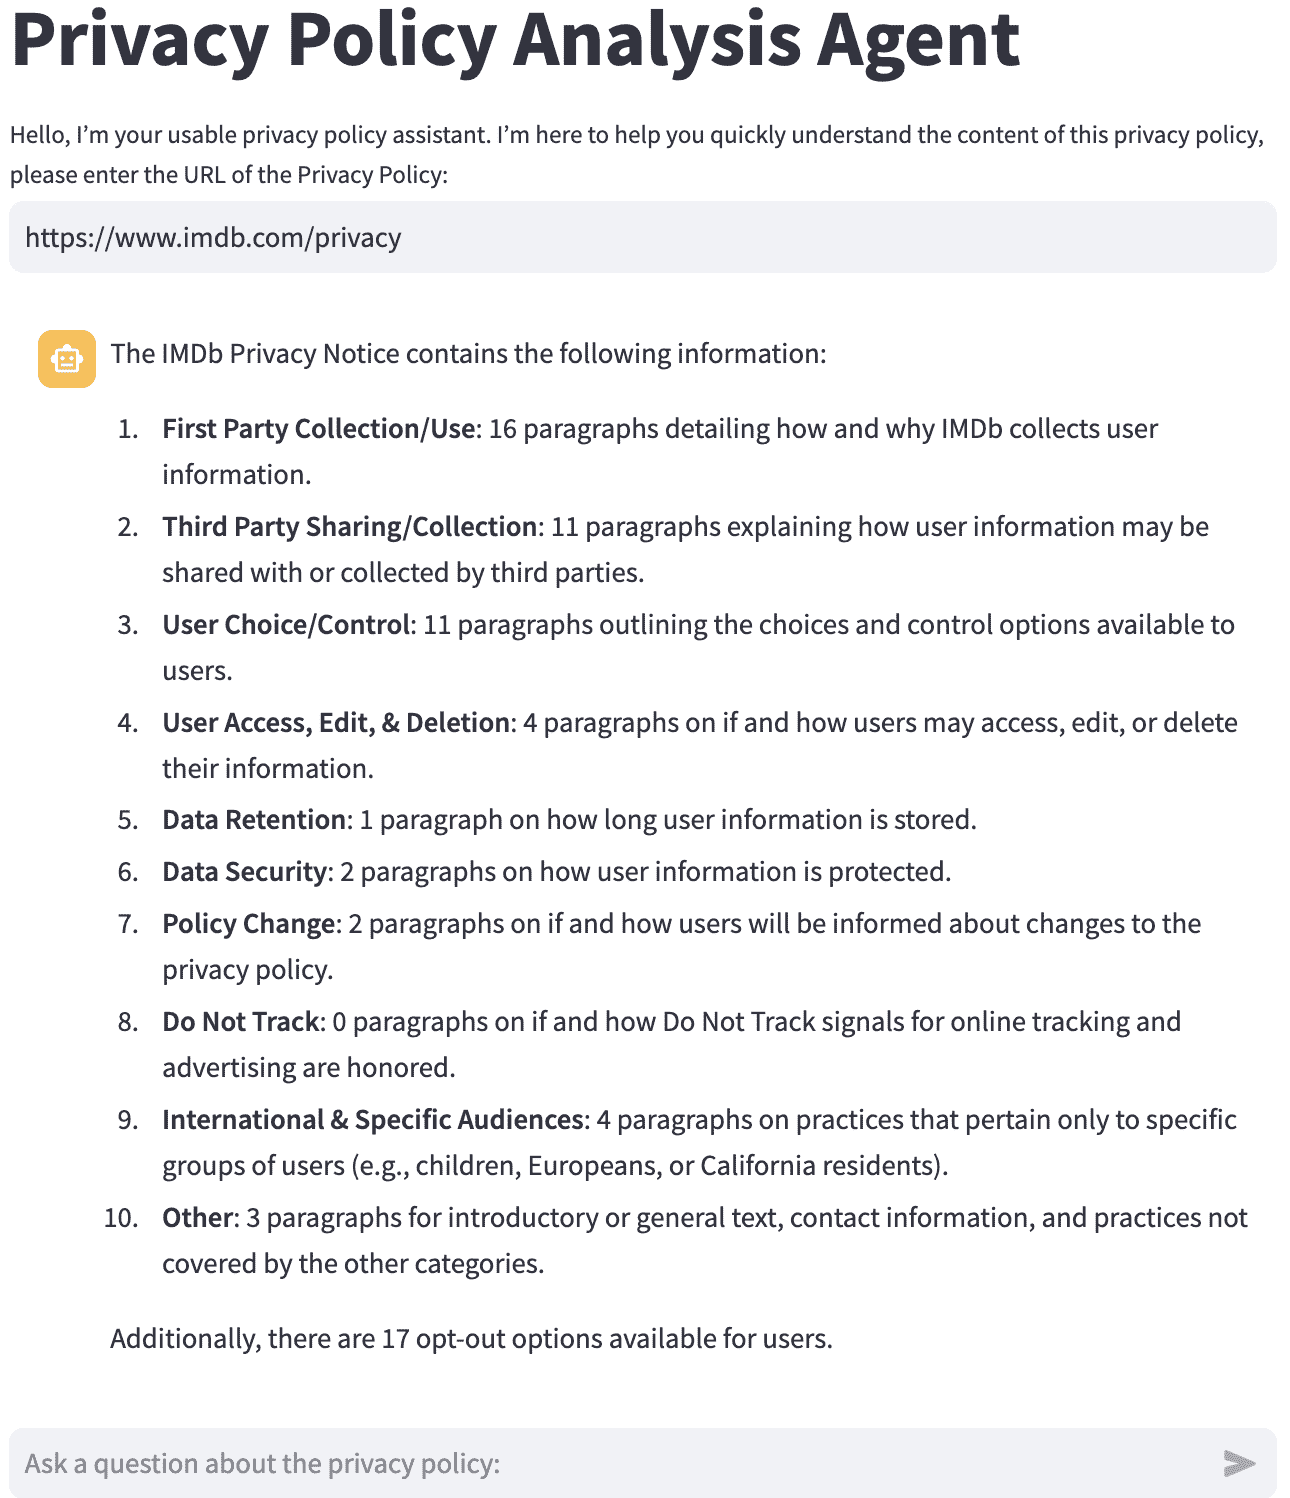 Privacy Policy Analysis Agent
Hello, I’m your usable privacy policy assistant. I’m here to help you quickly understand the content of this privacy policy,
please enter the URL of the Privacy Policy:
https://www.imdb.com/privacy
The IMDb Privacy Notice contains the following information:
1. First Party Collection/Use: 16 paragraphs detailing how and why IMDb collects user
information.
2. Third Party Sharing/Collection: 11 paragraphs explaining how user information may be
shared with or collected by third parties.
3. User Choice/Control: 11 paragraphs outlining the choices and control options available to
users.
4. User Access, Edit, & Deletion: 4 paragraphs on if and how users may access, edit, or delete
their information.
5. Data Retention: 1 paragraph on how long user information is stored.
6. Data Security: 2 paragraphs on how user information is protected.
7. Policy Change: 2 paragraphs on if and how users will be informed about changes to the
privacy policy.
8. Do Not Track: 0 paragraphs on if and how Do Not Track signals for online tracking and
advertising are honored.
9. International & Specific Audiences: 4 paragraphs on practices that pertain only to specific
groups of users (e.g., children, Europeans, or California residents).
10. Other: 3 paragraphs for introductory or general text, contact information, and practices not
covered by the other categories.
Additionally, there are 17 opt-out options available for users.
Ask a question about the privacy policy: